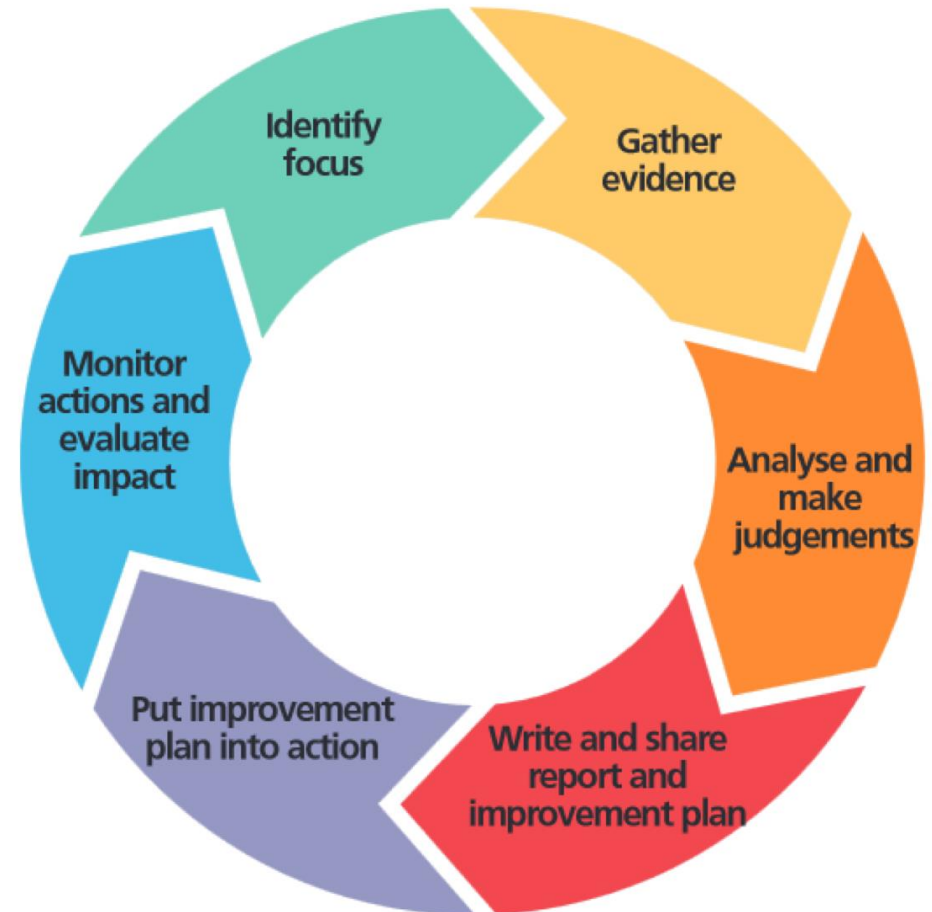 Identify
focus
Gather
evidence
Analyse and
make
judgements
Write and share
report and
improvement plan
Put improvement
plan into action
Monitor
actions and
evaluate
impact